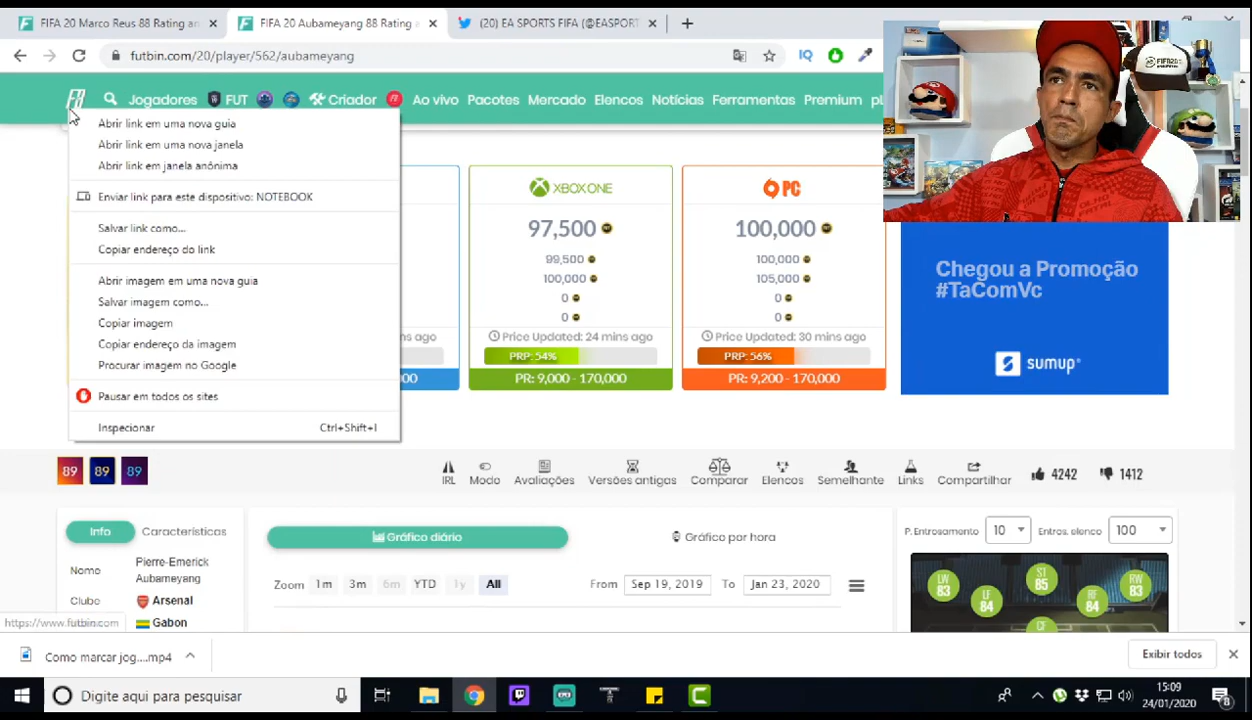 FIFA 20 Marco Reus 88 Rating an
FIFA 20 Aubameyang 88 Rating
(20) EA SPORTS FIFA (@EASPORT
futbin.com/20/player/562/aubameyang
Jogadores FUT Criador Ao vivo Pacotes Mercado Elencos Notícias Ferramentas Premium pl
Abrir link em uma nova guia
Abrir link em uma nova janela
Abrir link em janela anônima
Enviar link para este dispositivo: NOTEBOOK
Salvar link como...
Copiar endereço do link
Abrir imagem em uma nova guia
Salvar imagem como...
Copiar imagem
Copiar endereço da imagem
Procurar imagem no Google
Pausar em todos os sites
Inspecionar Ctrl+Shift+I
ns ago
000
XBOX ONE
97,500
99,500
100,000
0
0
Price Updated: 24 mins ago
PRP: 54%
PR: 9,000 - 170,000
PC
100,000
100,000
105,000
0
0
Price Updated: 30 mins ago
PRP: 56%
PR: 9,200 - 170,000
FIFA20
Chegou a Promoção
#TaComVc
sumup
89 89 89
IRL Modo Avaliações Versões antigas Comparar Elencos Semelhante Links Compartilhar 4242 1412
Info Características
Nome Pierre-Emerick
Aubameyang
Clube Arsenal
Gabon
https://www.futbin.com
Gráfico diário Gráfico por hora
Zoom 1m 3m 6m YTD 1y All From Sep 19, 2019 To Jan 23, 2020
P. Entrosamento 10 Entros. elenco 100
LW
83
LF
84
ST
85
RF
84
RW
83
CF
Como marcar jog....mp4
Exibir todos
Digite aqui para pesquisar
15:09
24/01/2020
8